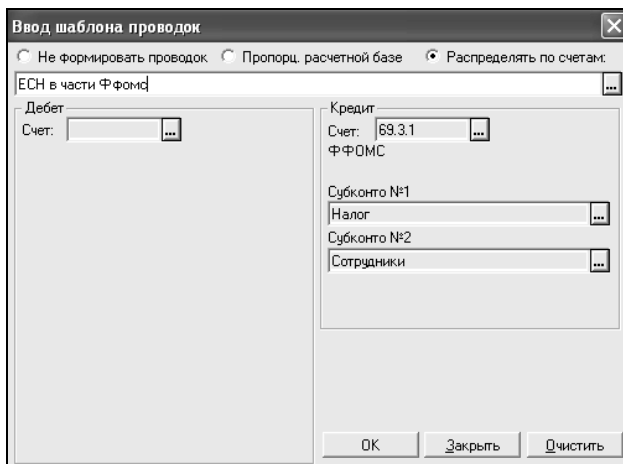 Ввод шаблона проводок
Не формировать проводок Пропорц. расчетной базе Распределять по счетам:
ЕСН в части Ффомс ...
Дебет
Счет: ...
Кредит
Счет: 69.3.1 ...
ФФОМС
Субконто №1
Налог ...
Субконто №2
Сотрудники ...
ОК Закрыть Очистить